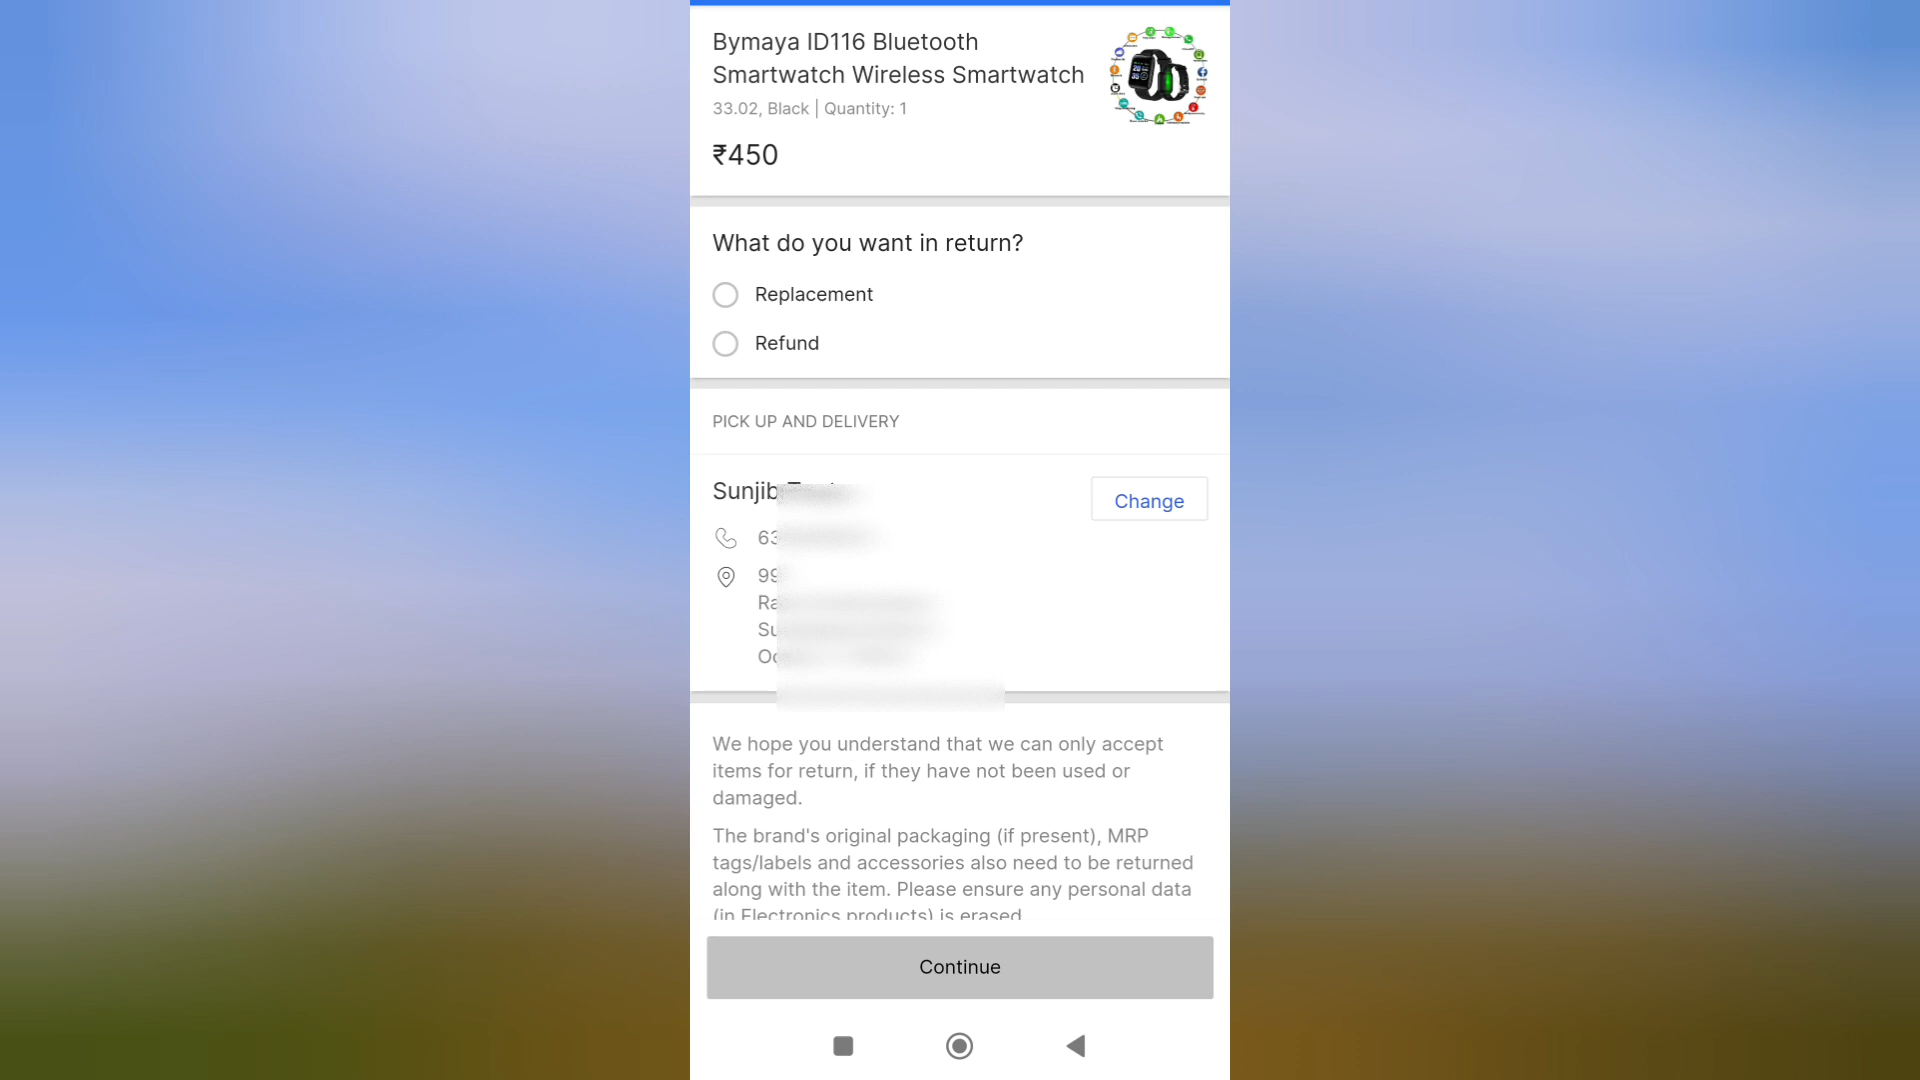 Bymaya ID116 Bluetooth
Smartwatch Wireless Smartwatch
33.02, Black | Quantity: 1
₹450
What do you want in return?
Replacement
Refund
PICK UP AND DELIVERY
Sunjib
Change
63
99
We hope you understand that we can only accept
items for return, if they have not been used or
damaged.
The brand's original packaging (if present), MRP
tags/labels and accessories also need to be returned
along with the item. Please ensure any personal data
(in Electronics products) is erased
Continue